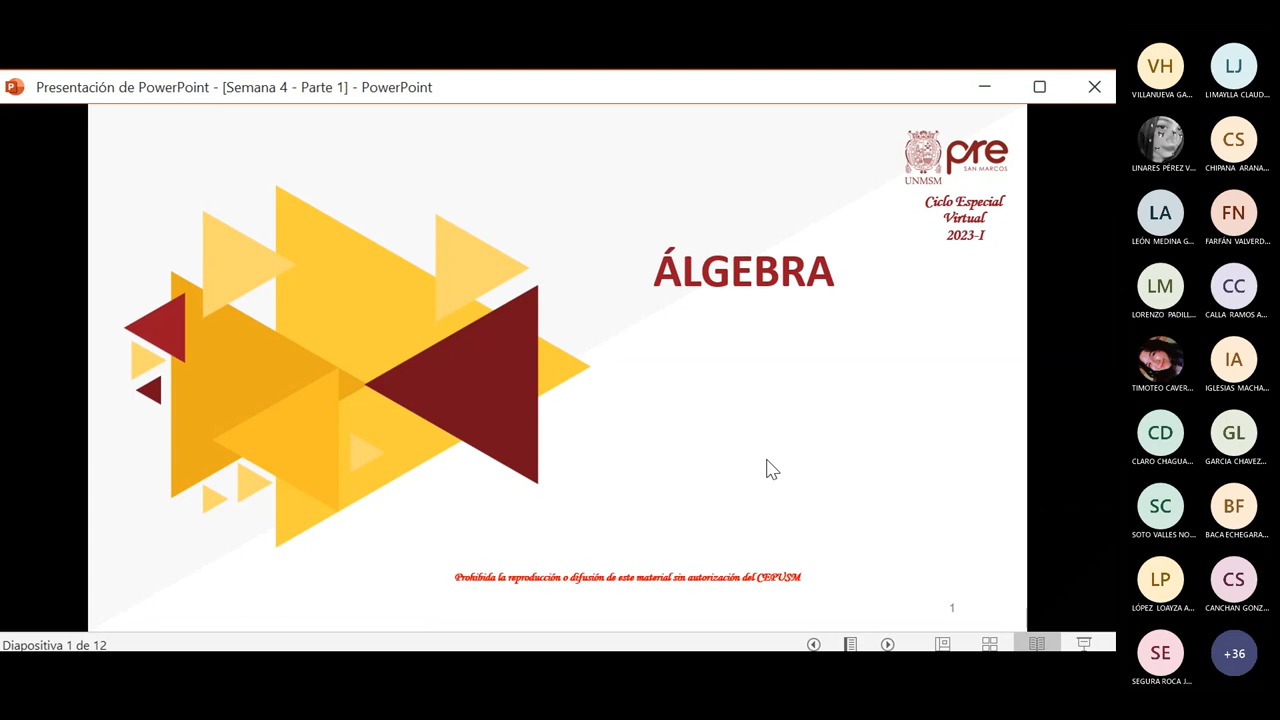 Presentación de PowerPoint - [Semana 4 - Parte 1] - PowerPoint
UNMSM
pre
SAN MARCOS
Ciclo Especial
Virtual
2023-I
ÁLGEBRA
Prohibida la reproducción o difusión de este material sin autorización del CEPUSM
1
Diapositiva 1 de 12
VH
VILLANUEVA GA...
LJ
LIMAYLLA CLAUD...
LINARES PÉREZ V...
CS
CHIPANA ARANA...
LA
LEÓN MEDINA G...
FN
FARFÁN VALVERD...
LM
LORENZO PADILL...
CC
CALLA RAMOS A...
TIMOTEO CAVER...
IA
IGLESIAS MACHA...
CD
CLARO CHAGUA...
GL
GARCIA CHAVEZ...
SC
SOTO VALLES NO...
BF
BACA ECHEGARA...
LP
LÓPEZ LOAYZA A...
CS
CANCHAN GONZ...
SE
SEGURA ROCA J...
+36